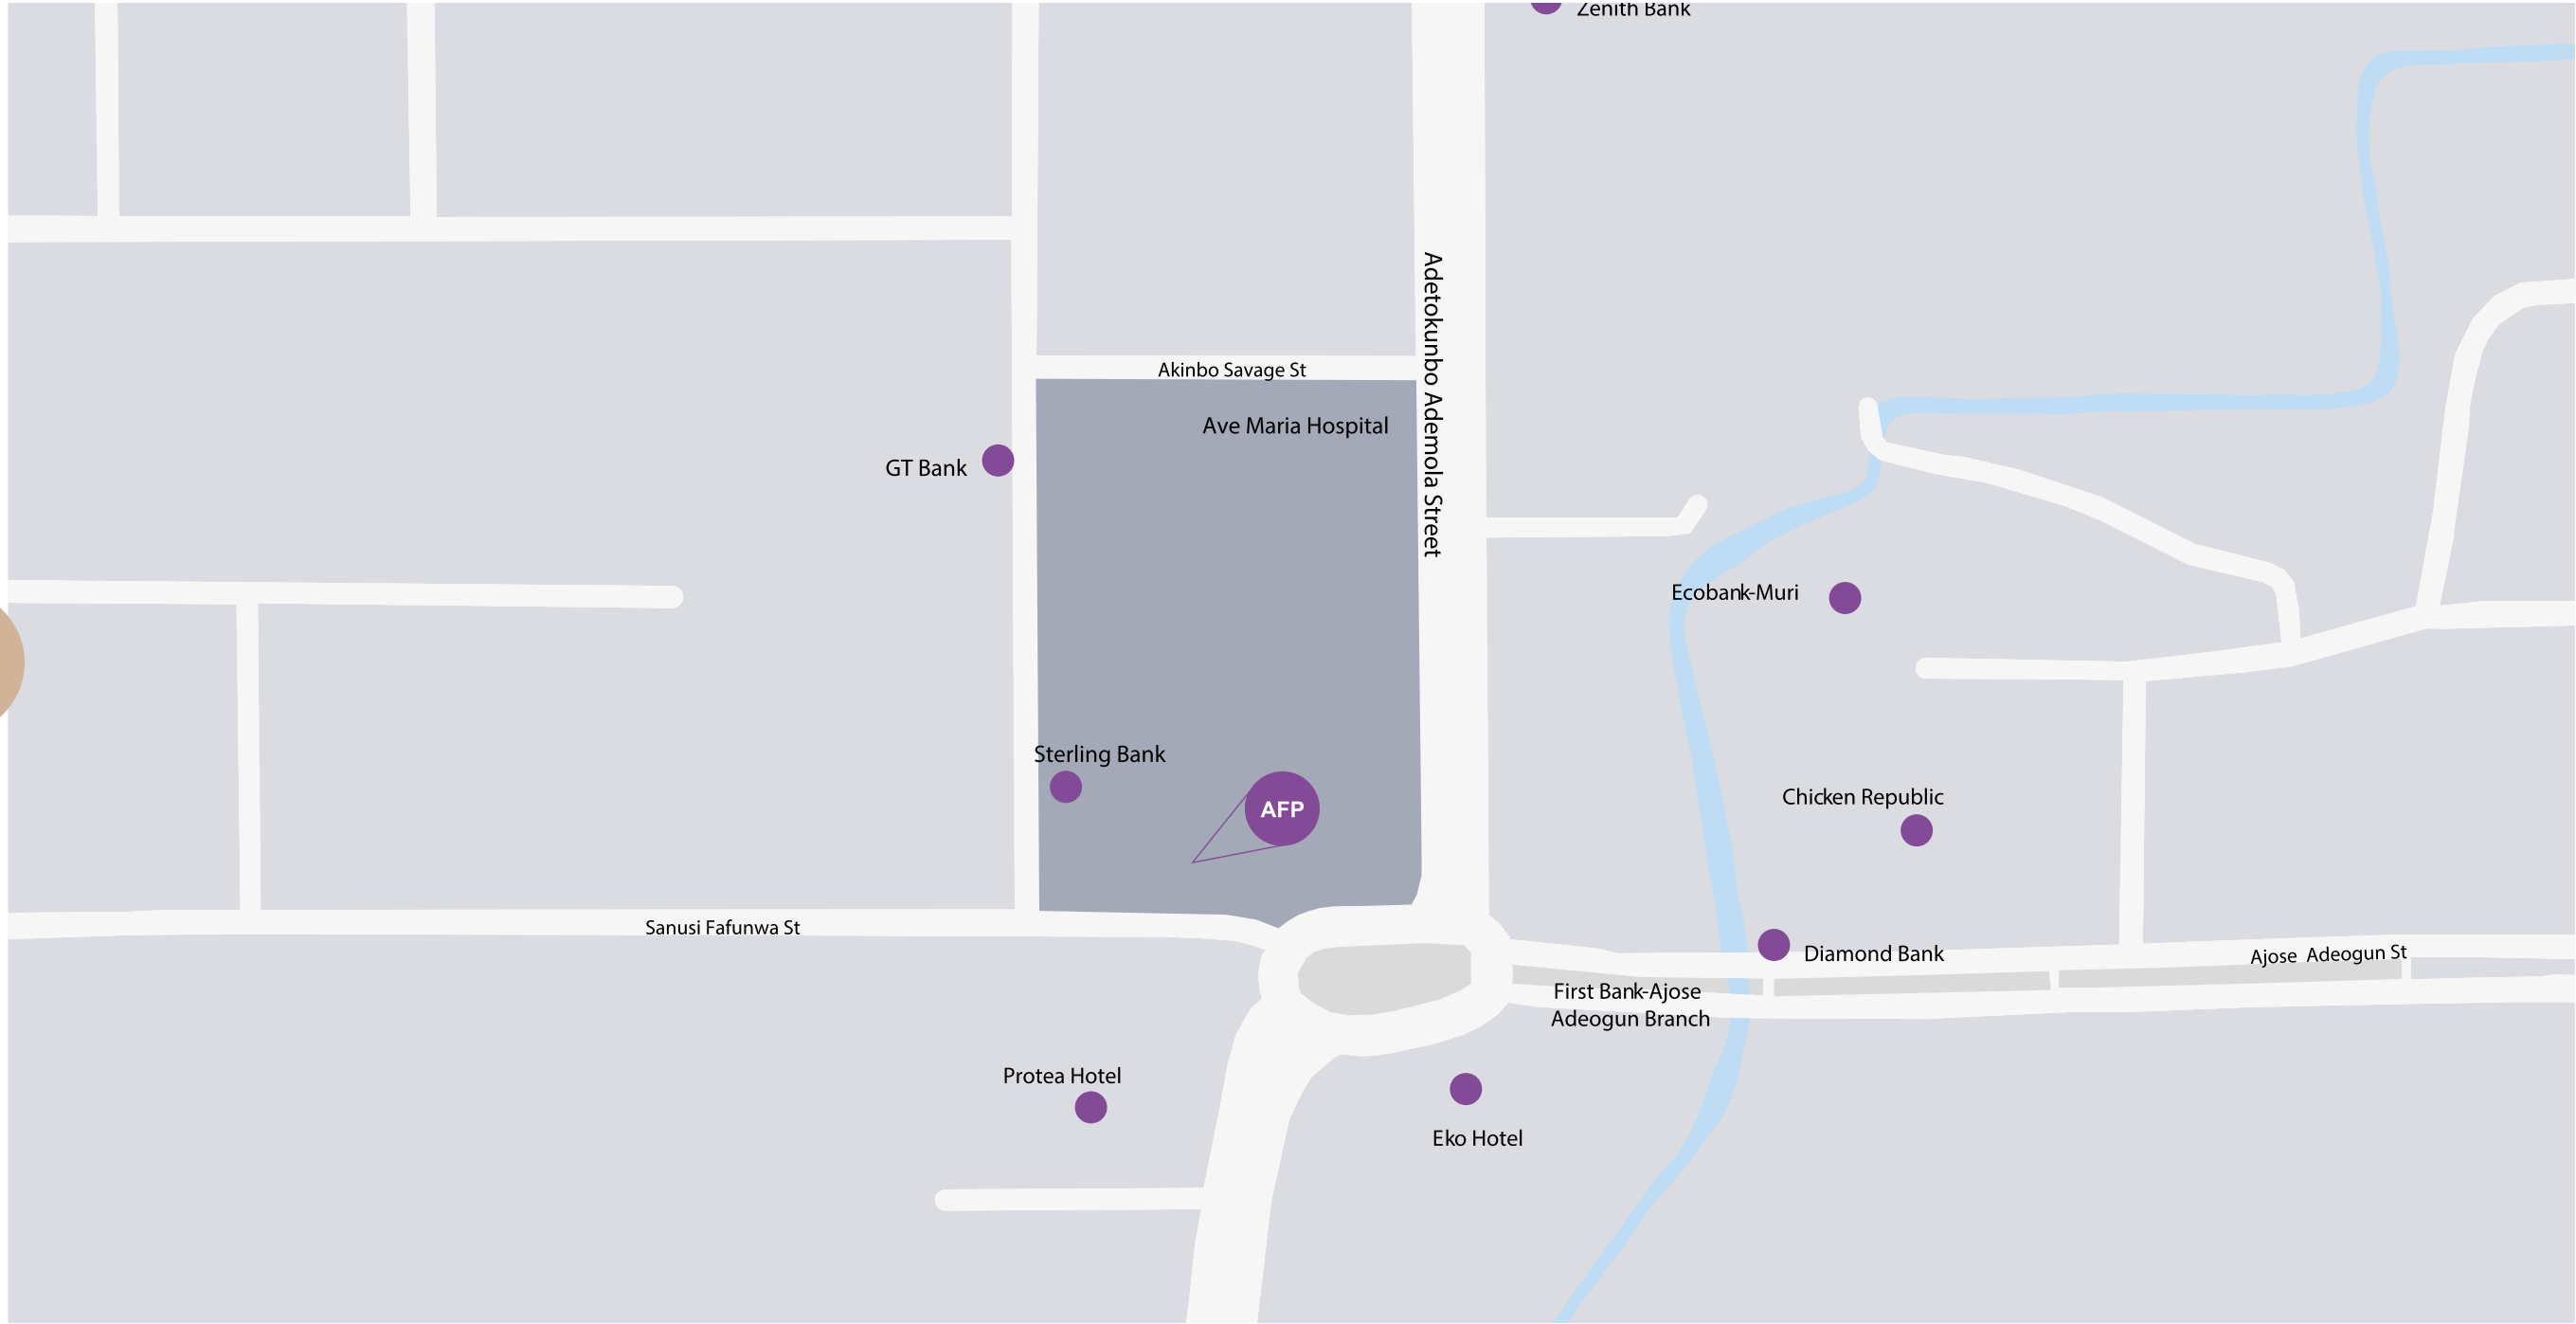 Zenith Bank
Adetokunbo Ademola Street
Akinbo Savage St
Ave Maria Hospital
GT Bank
Ecobank-Muri
Sterling Bank
AFP
Chicken Republic
Sanusi Fafunwa St
Diamond Bank
Ajose Adeogun St
First Bank-Ajose
Adeogun Branch
Protea Hotel
Eko Hotel